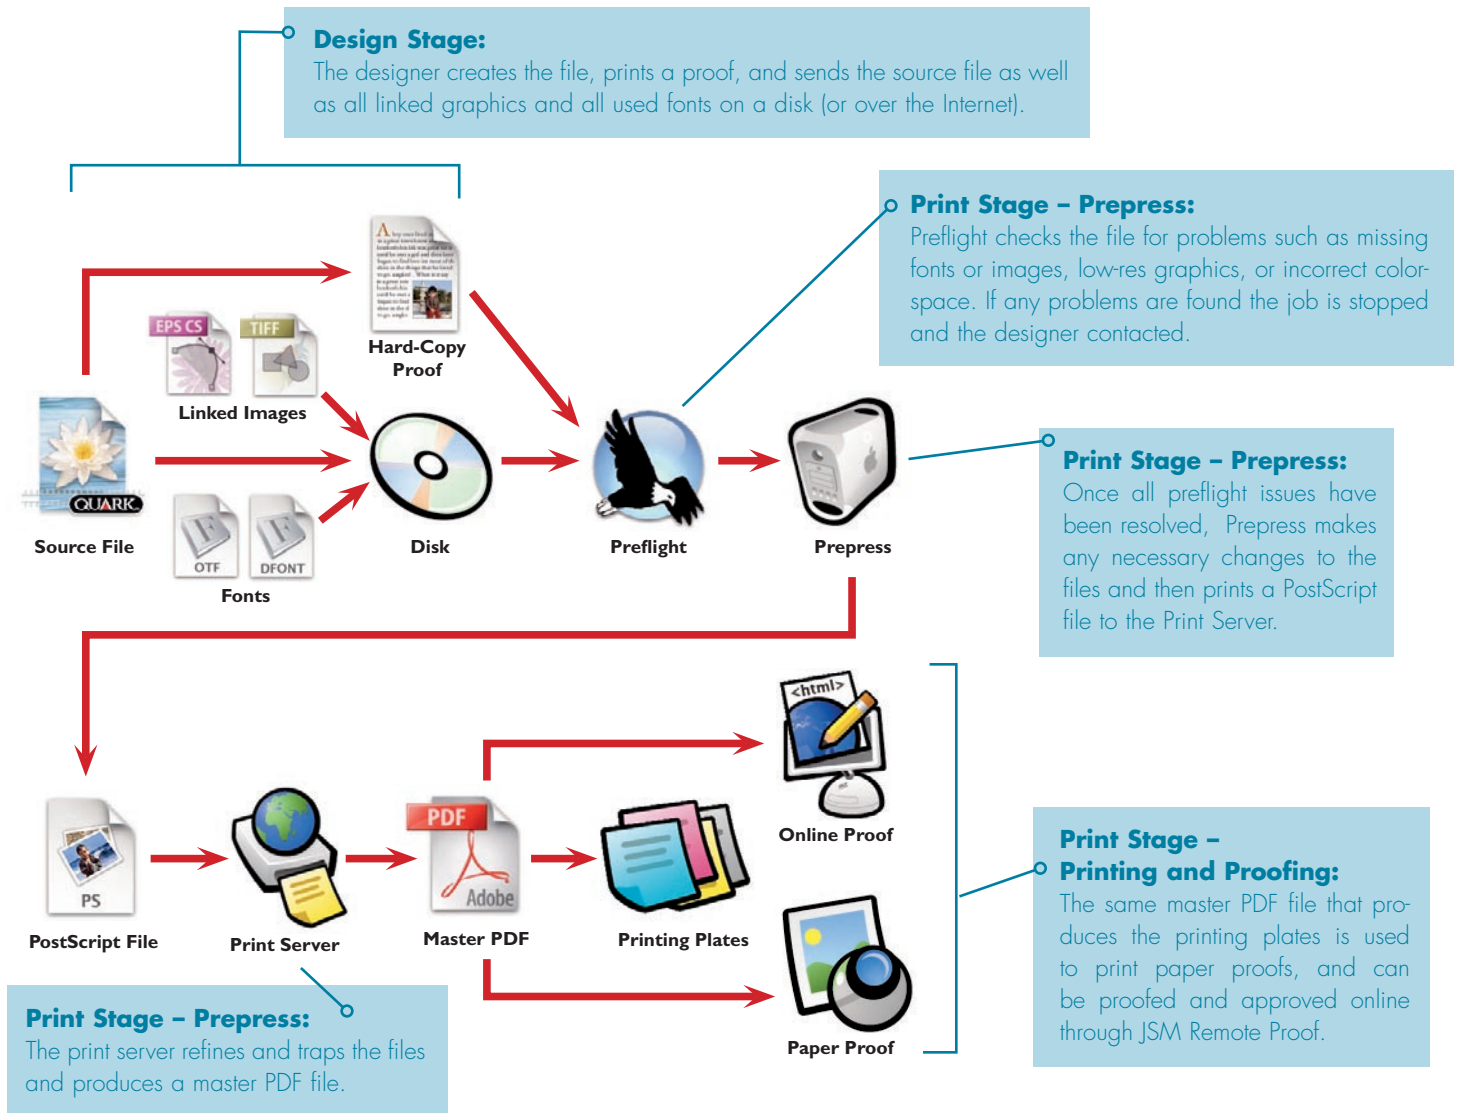 Design Stage:
The designer creates the file, prints a proof, and sends the source file as well
as all linked graphics and all used fonts on a disk (or over the Internet).
Print Stage – Prepress:
Preflight checks the file for problems such as missing
fonts or images, low-res graphics, or incorrect color-
space. If any problems are found the job is stopped
and the designer contacted.
Hard-Copy
Proof
EPS CS
TIFF
Linked Images
QUARK
Source File
OTF
DFONT
Fonts
Disk
Preflight
Prepress
Print Stage – Prepress:
Once all preflight issues have
been resolved, Prepress makes
any necessary changes to the
files and then prints a PostScript
file to the Print Server.
<html>
Online Proof
PS
PostScript File
Print Server
PDF
Adobe
Master PDF
Printing Plates
Paper Proof
Print Stage –
Printing and Proofing:
The same master PDF file that pro-
duces the printing plates is used
to print paper proofs, and can
be proofed and approved online
through JSM Remote Proof.
Print Stage – Prepress:
The print server refines and traps the files
and produces a master PDF file.